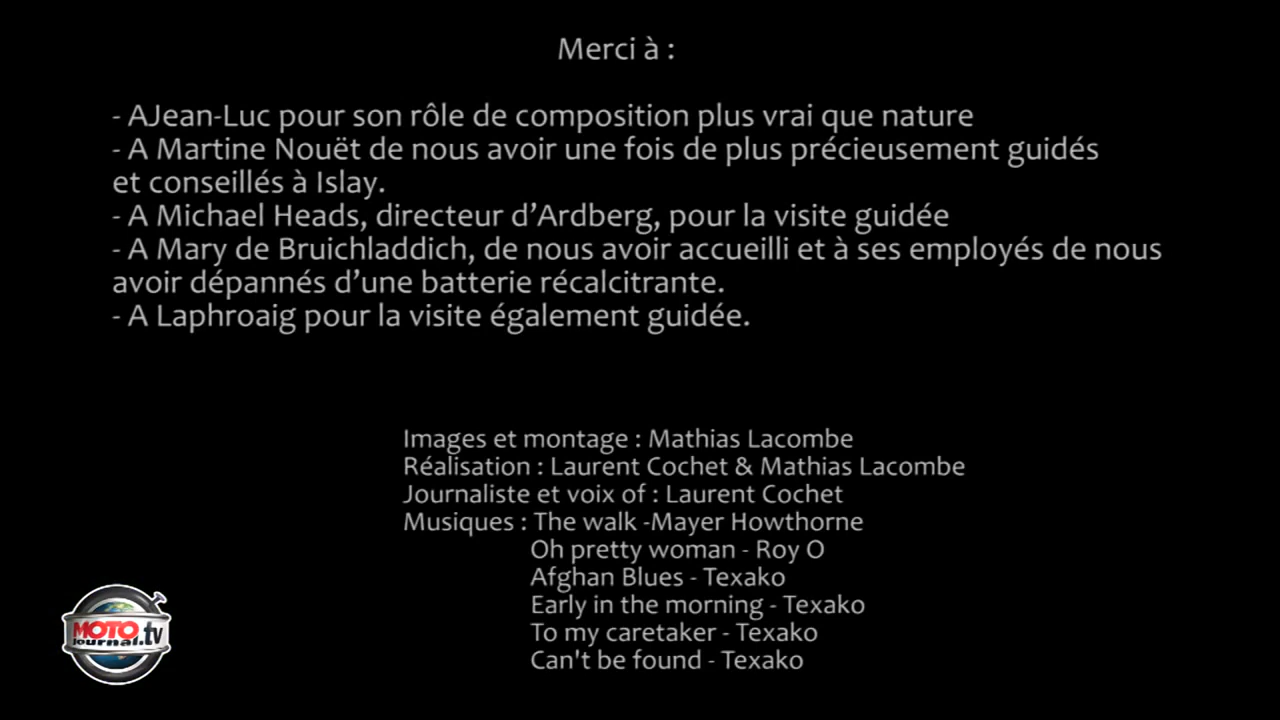 Merci à :
- AJean-Luc pour son rôle de composition plus vrai que nature
- A Martine Nouët de nous avoir une fois de plus précieusement guidés
et conseillés à Islay.
- A Michael Heads, directeur d’Ardberg, pour la visite guidée
- A Mary de Bruichladdich, de nous avoir accueilli et à ses employés de nous
avoir dépannés d’une batterie récalcitrante.
- A Laphroaig pour la visite également guidée.
Images et montage : Mathias Lacombe
Réalisation : Laurent Cochet & Mathias Lacombe
Journaliste et voix of : Laurent Cochet
Musiques : The walk -Mayer Howthorne
Oh pretty woman - Roy O
Afghan Blues - Texako
Early in the morning - Texako
To my caretaker - Texako
Can't be found - Texako
MOTO
Journal.tv